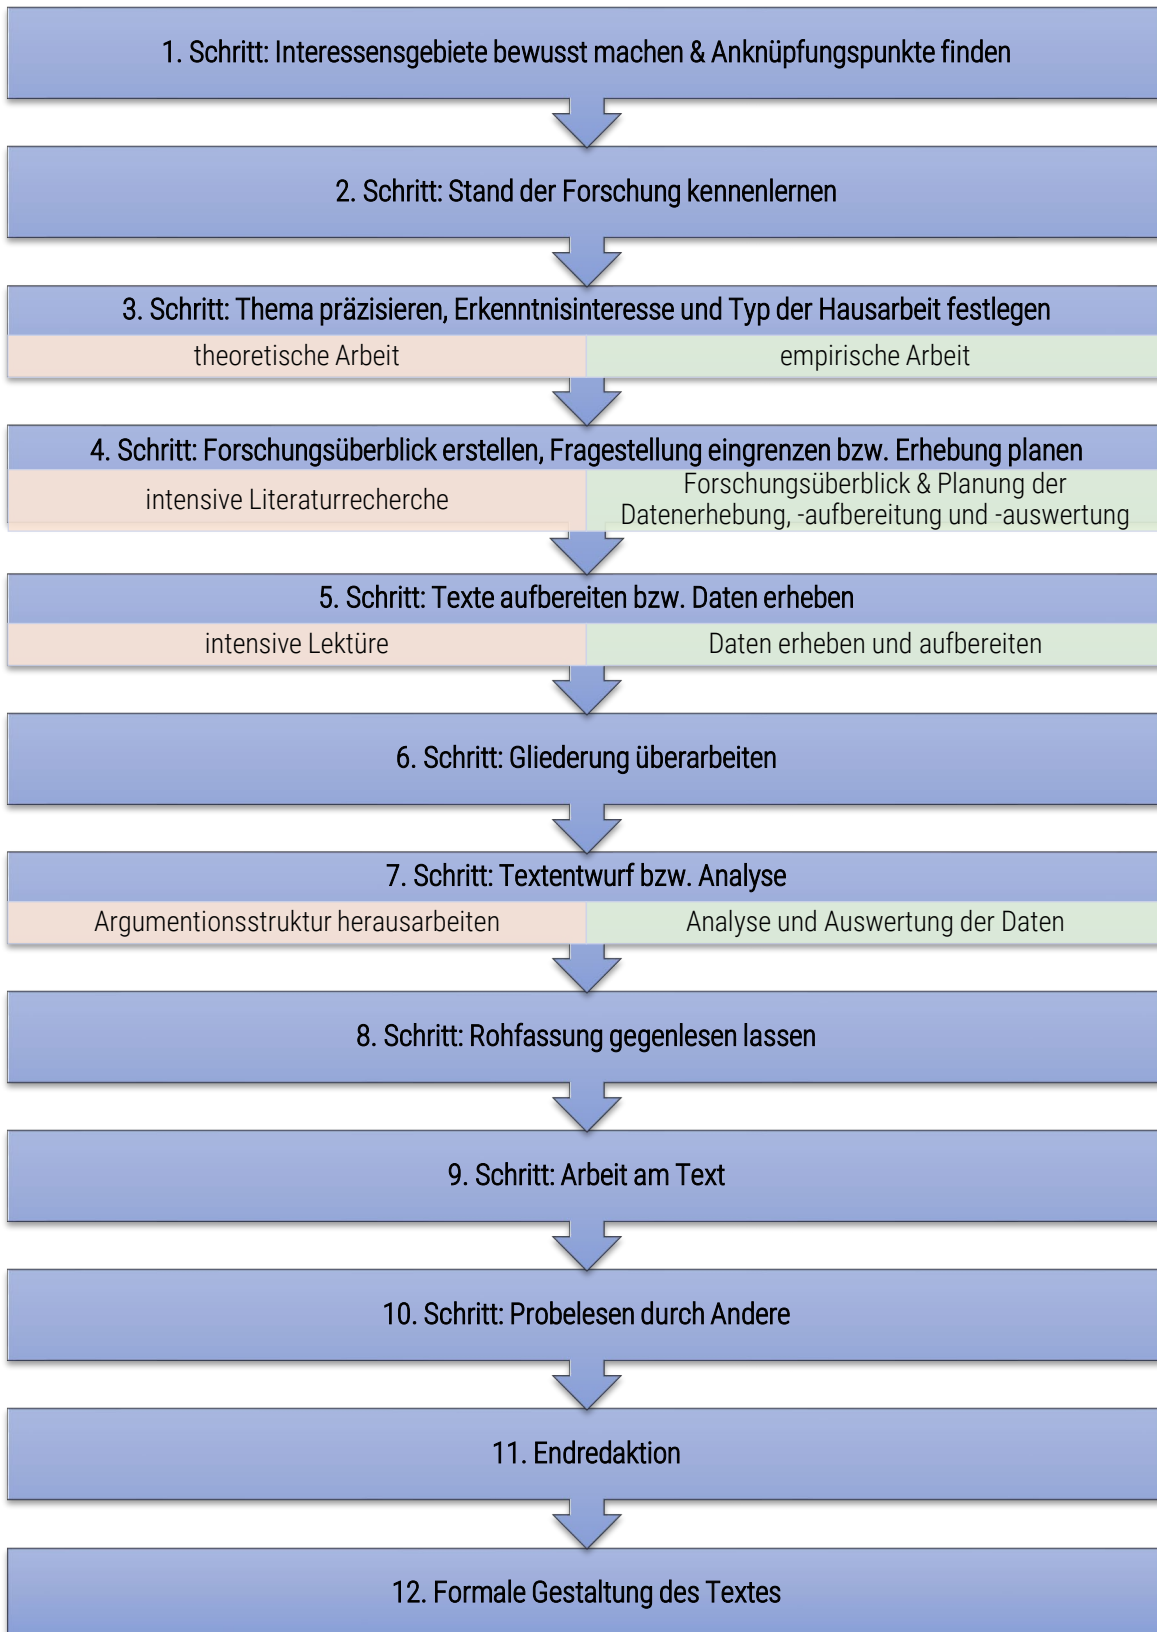 1. Schritt: Interessensgebiete bewusst machen & Anknüpfungspunkte finden
2. Schritt: Stand der Forschung kennenlernen
3. Schritt: Thema präzisieren, Erkenntnisinteresse und Typ der Hausarbeit festlegen
theoretische Arbeit
empirische Arbeit
4. Schritt: Forschungsüberblick erstellen, Fragestellung eingrenzen bzw. Erhebung planen
intensive Literaturrecherche
Forschungsüberblick & Planung der
Datenerhebung, -aufbereitung und -auswertung
5. Schritt: Texte aufbereiten bzw. Daten erheben
intensive Lektüre
Daten erheben und aufbereiten
6. Schritt: Gliederung überarbeiten
7. Schritt: Textentwurf bzw. Analyse
Argumentionsstruktur herausarbeiten
Analyse und Auswertung der Daten
8. Schritt: Rohfassung gegenlesen lassen
9. Schritt: Arbeit am Text
10. Schritt: Probelesen durch Andere
11. Endredaktion
12. Formale Gestaltung des Textes